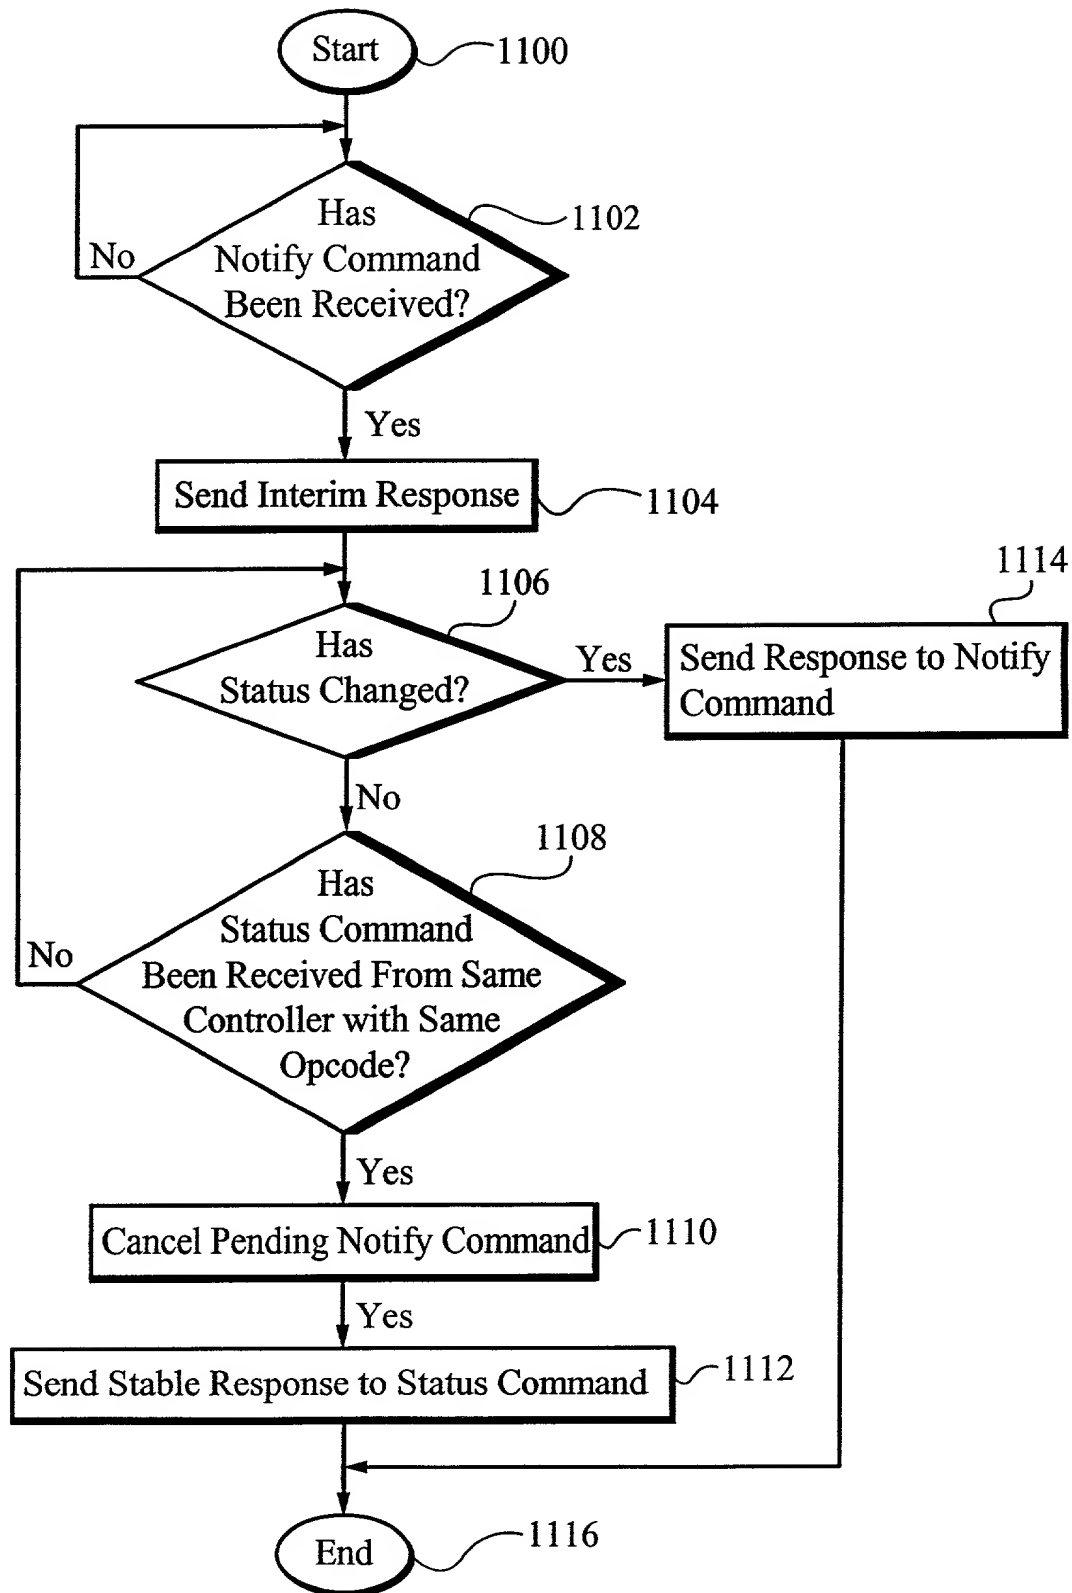 Start
1100
Has
Notify Command
Been Received?
1102
No
Yes
Send Interim Response
1104
1106
Has
Status Changed?
Yes
1114
Send Response to Notify
Command
No
1108
Has
Status Command
Been Received From Same
Controller with Same
Opcode?
No
Yes
Cancel Pending Notify Command
1110
Yes
Send Stable Response to Status Command
1112
End
1116